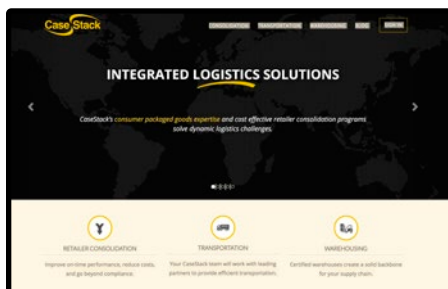 CaseStack
CONSOLIDATION TRANSPORTATION WAREHOUSING BLOG SIGN IN
INTEGRATED LOGISTICS SOLUTIONS
CaseStack's consumer packaged goods expertise and cost effective retailer consolidation programs
solve dynamic logistics challenges.
RETAILER CONSOLIDATION
Improve on-time performance, reduce costs,
and go beyond compliance.
TRANSPORTATION
Your CaseStack team will work with leading
partners to provide efficient transportation.
WAREHOUSING
Certified warehouses create a solid backbone
for your supply chain.